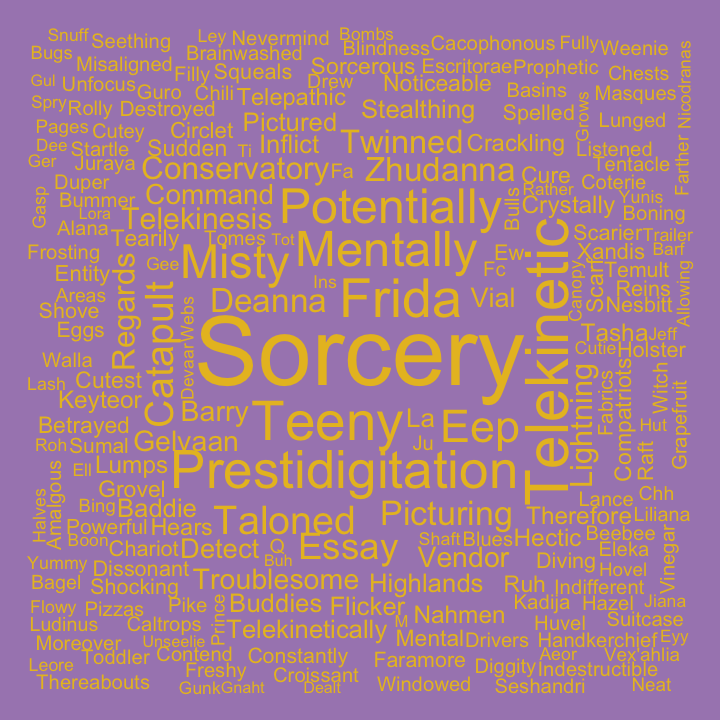 Snuff
Seething
Ley
Nevermind
Bombs
Bugs
Misaligned
Brainwashed
Blindness
Cacophonous
Fully
Weenie
Gul
Unfocus
Filly
Squeals
Sorcerous
Escritorae
Prophetic
Chests
Spry
Rolly
Guro
Chili
Drew
Noticeable
Basins
Masques
Nicodranas
Destroyed
Telepathic
Stealthing
Spelled
Grows
Lunged
Pages
Cutey
Circlet
Pictured
Twinned
Crackling
Listened
Dee
Startle
Sudden
Ti
Inflict
Zhudanna
Cure
Tentacle
Farther
Ger
Juraya
Conservatory
Fa
Rather
Coterie
Duper
Command
Potentially
Bulls
Crystally
Yunis
Gasp
Bummer
Lora
Telekinesis
Boning
Alana
Tearily
Tomes
Tot
Mentally
Ew
Scarier
Trailer
Frosting
Gee
Misty
Fc
Xandis
Barf
Entity
Regards
Ins
Frida
Vial
Telekinetic
Canopy
Scam
Temult
Allowing
Areas
Catapult
Deanna
Reins
Nesbitt
Shove
Webs
Sorcery
Tasha
Jeff
Eggs
Devaar
Cutie
Holster
Walla
Cutest
Lightning
Fabrics
Compatriots
Witch
Lash
Keyteor
Barry
Teeny
La
Eep
Grapefruit
Betrayed
Gelvaan
Ju
Hut
Roh
Sumal
Prestidigitation
Raft
Ell
Lumps
Grovel
Lance
Chh
Halves
Amalgous
Bing
Baddie
Taloned
Picturing
Therefore
Liliana
Powerful
Hears
Beebee
Boon
Chariot
Detect
Q
Essay
Shaft
Blues
Hectic
Eleka
Vinegar
Yummy
Dissonant
Buh
Vendor
Diving
Hovel
Bagel
Shocking
Troublesome
Highlands
Ruh
Indifferent
Flowy
Pizzas
Pike
Prince
Buddies
Flicker
Nahmen
Kadija
Hazel
Jiana
Ludinus
Caltrops
Telekinetically
M
Huvel
Suitcase
Moreover
Unseelie
Mental
Drivers
Handkerchief
Eyy
Leore
Toddler
Contend
Constantly
Faramore
Diggity
Aeor
Vex'ahlia
Freshy
Croissant
Indestructible
Thereabouts
Gunk
Gnaht
Dealt
Windowed
Seshandri
Neat